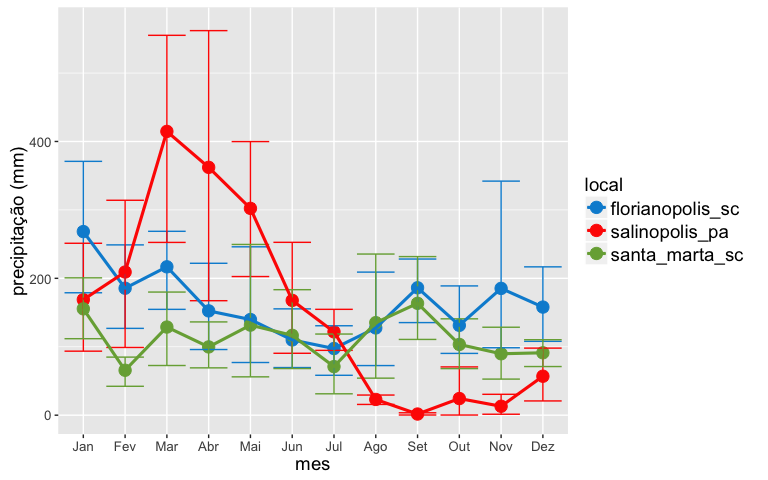 precipitação (mm)
400
200
0
Jan Fev Mar Abr Mai Jun Jul Ago Set Out Nov Dez
mes
local
florianopolis_sc
salinopolis_pa
santa_marta_sc